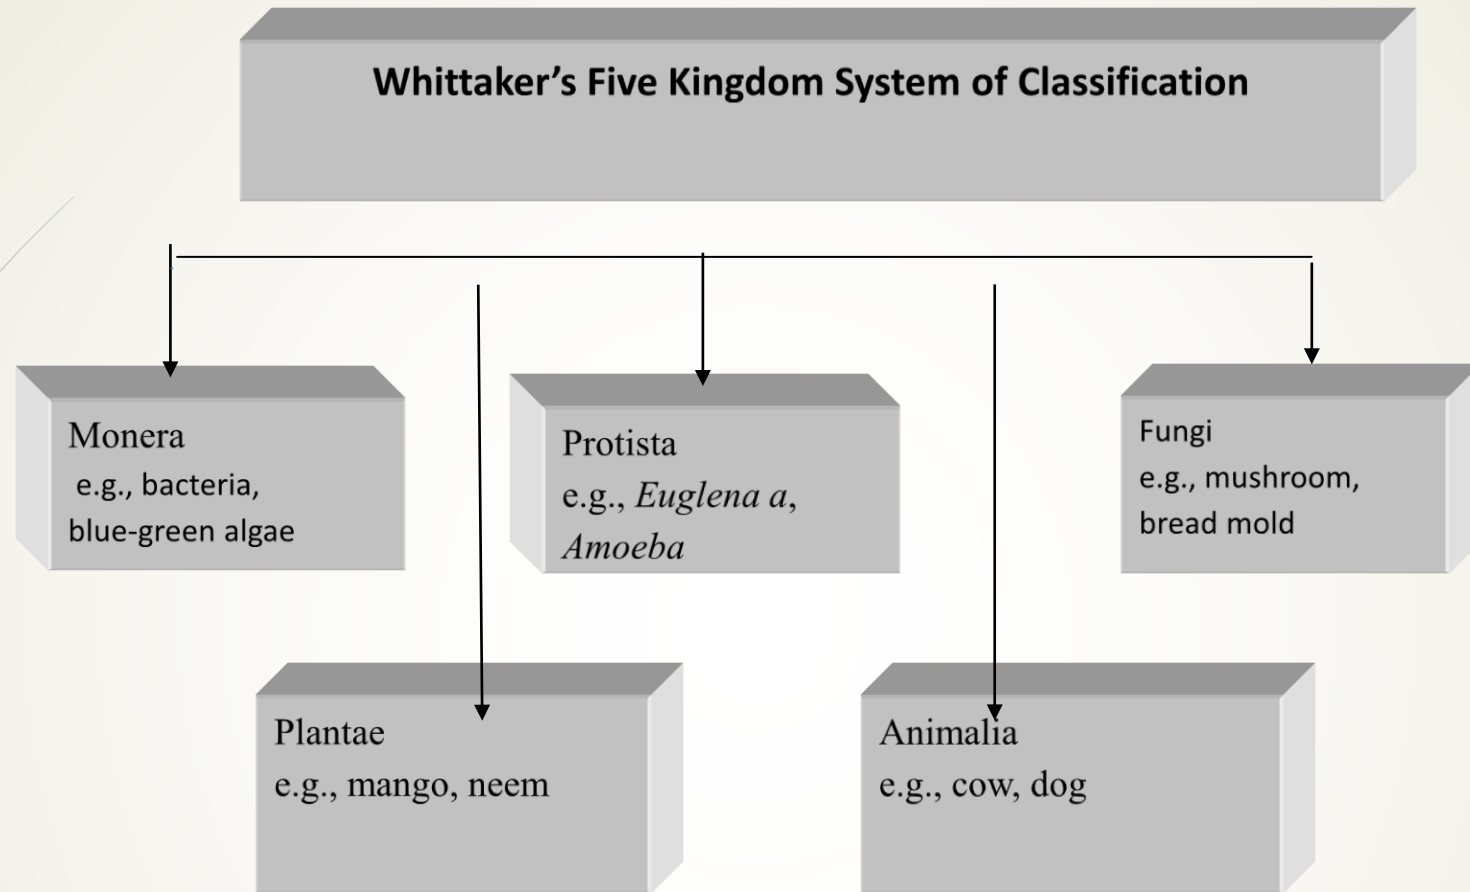 Whittaker’s Five Kingdom System of Classification
Monera
e.g., bacteria,
blue-green algae
Protista
e.g., Euglena a,
Amoeba
Fungi
e.g., mushroom,
bread mold
Plantae
e.g., mango, neem
Animalia
e.g., cow, dog